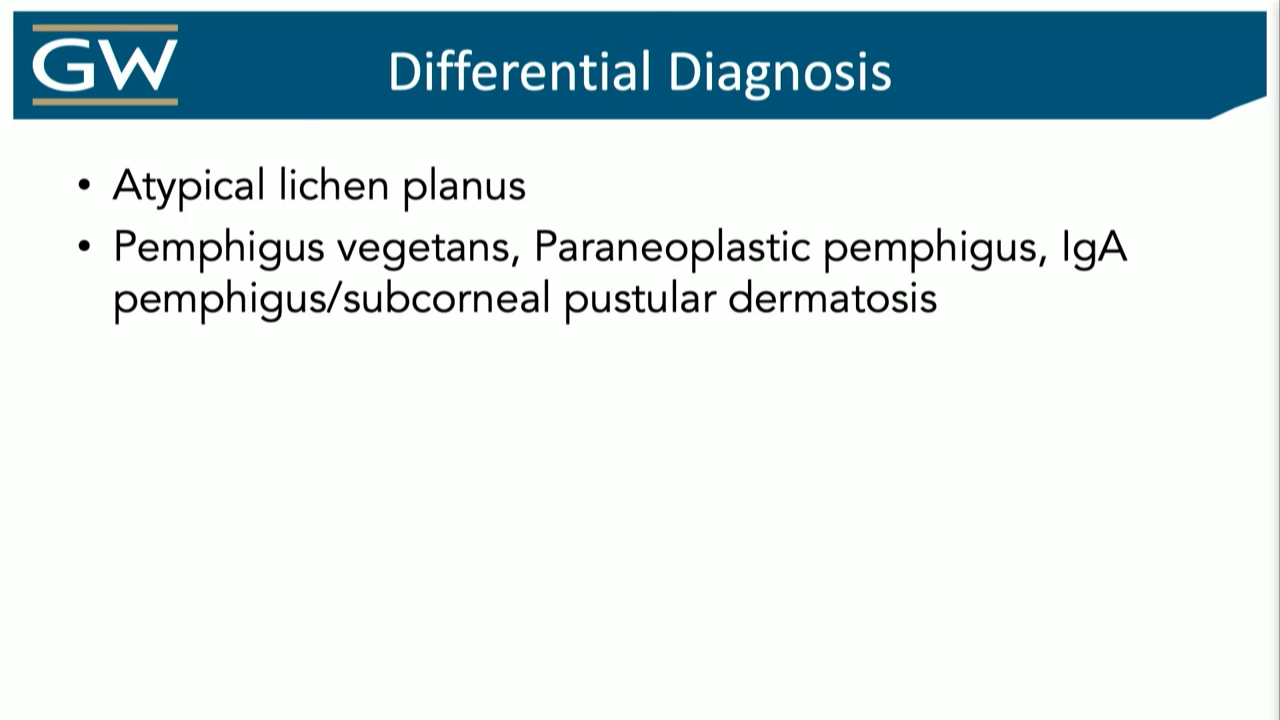 GW
Differential Diagnosis
• Atypical lichen planus
• Pemphigus vegetans, Paraneoplastic pemphigus, IgA
pemphigus/subcorneal pustular dermatosis